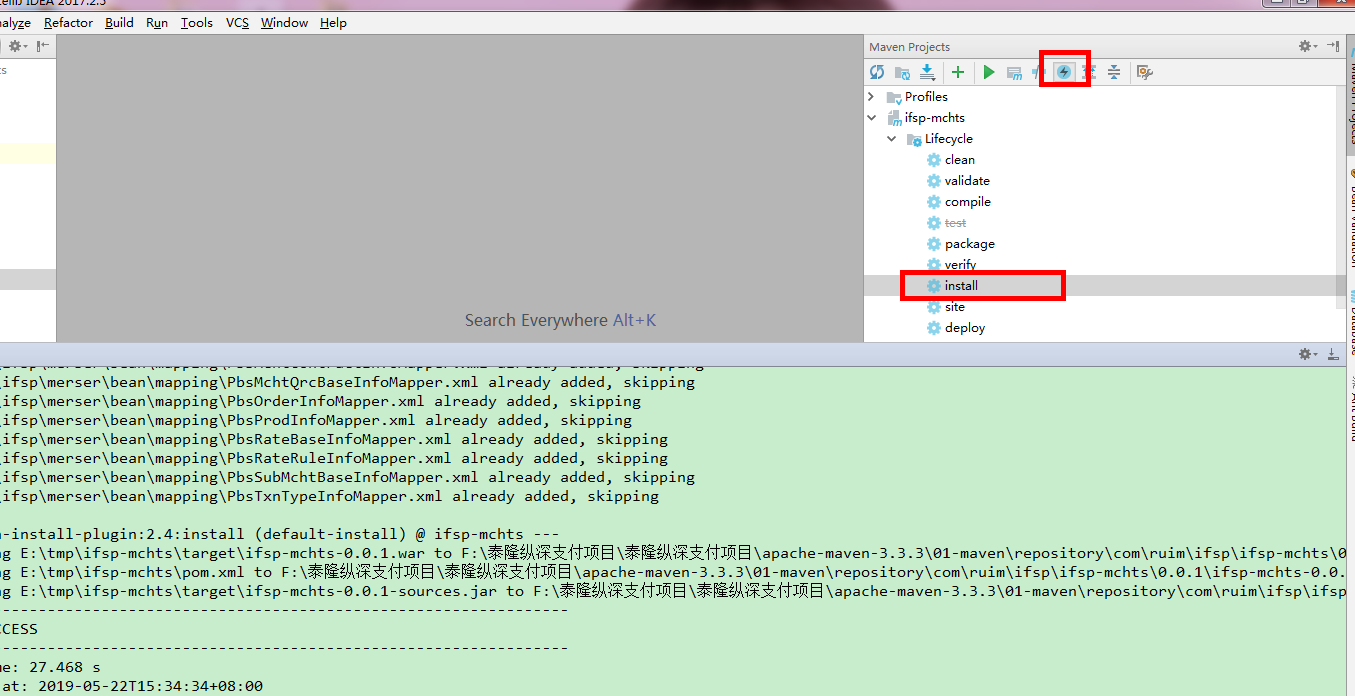 IDEA 2017.2.5
nalyze Refactor Build Run Tools VCS Window Help
Maven Projects
ts
Profiles
ifsp-mchts
Lifecycle
clean
validate
compile
test
package
verify
install
site
deploy
Search Everywhere Alt+K
Maven Projects
Bean Validation
Database
Ant Build
\ifsp\merser\bean\mapping\PbsMchtQrcBaseInfoMapper.xml already added, skipping
\ifsp\merser\bean\mapping\PbsOrderInfoMapper.xml already added, skipping
\ifsp\merser\bean\mapping\PbsProdInfoMapper.xml already added, skipping
\ifsp\merser\bean\mapping\PbsRateBaseInfoMapper.xml already added, skipping
\ifsp\merser\bean\mapping\PbsRateRuleInfoMapper.xml already added, skipping
\ifsp\merser\bean\mapping\PbsSubMchtBaseInfoMapper.xml already added, skipping
\ifsp\merser\bean\mapping\PbsTxnTypeInfoMapper.xml already added, skipping
n-install-plugin:2.4:install (default-install) @ ifsp-mchts ---
ng E:\tmp\ifsp-mchts\target\ifsp-mchts-0.0.1.war to F:\泰隆纵深支付项目\泰隆纵深支付项目\apache-maven-3.3.3\01-maven\repository\com\ruim\ifsp\ifsp-mchts\0
ng E:\tmp\ifsp-mchts\pom.xml to F:\泰隆纵深支付项目\泰隆纵深支付项目\apache-maven-3.3.3\01-maven\repository\com\ruim\ifsp\ifsp-mchts\0.0.1\ifsp-mchts-0.0.
ng E:\tmp\ifsp-mchts\target\ifsp-mchts-0.0.1-sources.jar to F:\泰隆纵深支付项目\泰隆纵深支付项目\apache-maven-3.3.3\01-maven\repository\com\ruim\ifsp\ifsp
---------------------------------------------------------------
CCESS
---------------------------------------------------------------
me: 27.468 s
at: 2019-05-22T15:34:34+08:00